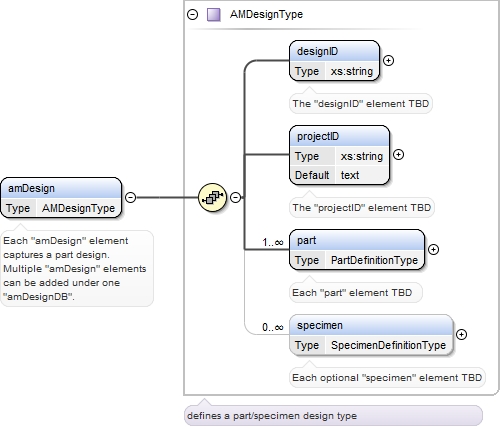 AMDesignType
designID
Type xs:string
The "designID" element TBD
projectID
Type xs:string
Default text
The "projectID" element TBD
amDesign
Type AMDesignType
Each "amDesign" element
captures a part design.
Multiple "amDesign" elements
can be added under one
"amDesignDB".
1..∞
part
Type PartDefinitionType
Each "part" element TBD
0..∞
specimen
Type SpecimenDefinitionType
Each optional "specimen" element TBD
defines a part/specimen design type